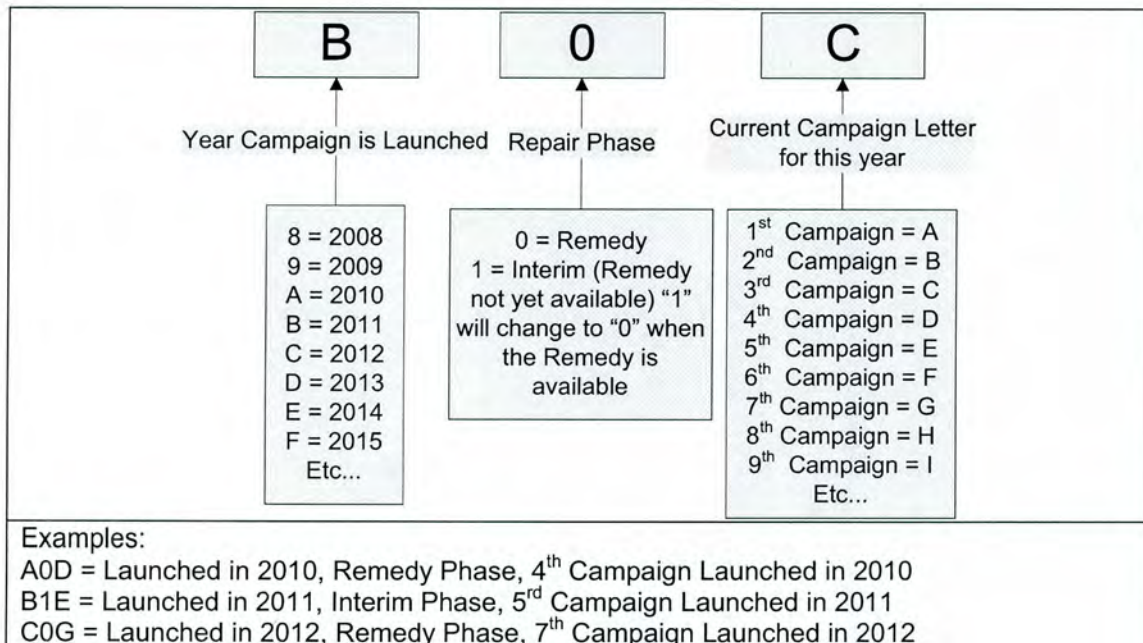 B 0 C
Year Campaign is Launched
Repair Phase
Current Campaign Letter
for this year
8 = 2008
9 = 2009
A = 2010
B = 2011
C = 2012
D = 2013
E = 2014
F = 2015
Etc...
0 = Remedy
1 = Interim (Remedy
not yet available) “1”
will change to “0” when
the Remedy is
available
1st Campaign = A
2nd Campaign = B
3rd Campaign = C
4th Campaign = D
5th Campaign = E
6th Campaign = F
7th Campaign = G
8th Campaign = H
9th Campaign = I
Etc...
Examples:
A0D = Launched in 2010, Remedy Phase, 4th Campaign Launched in 2010
B1E = Launched in 2011, Interim Phase, 5rd Campaign Launched in 2011
C0G = Launched in 2012, Remedy Phase, 7th Campaign Launched in 2012